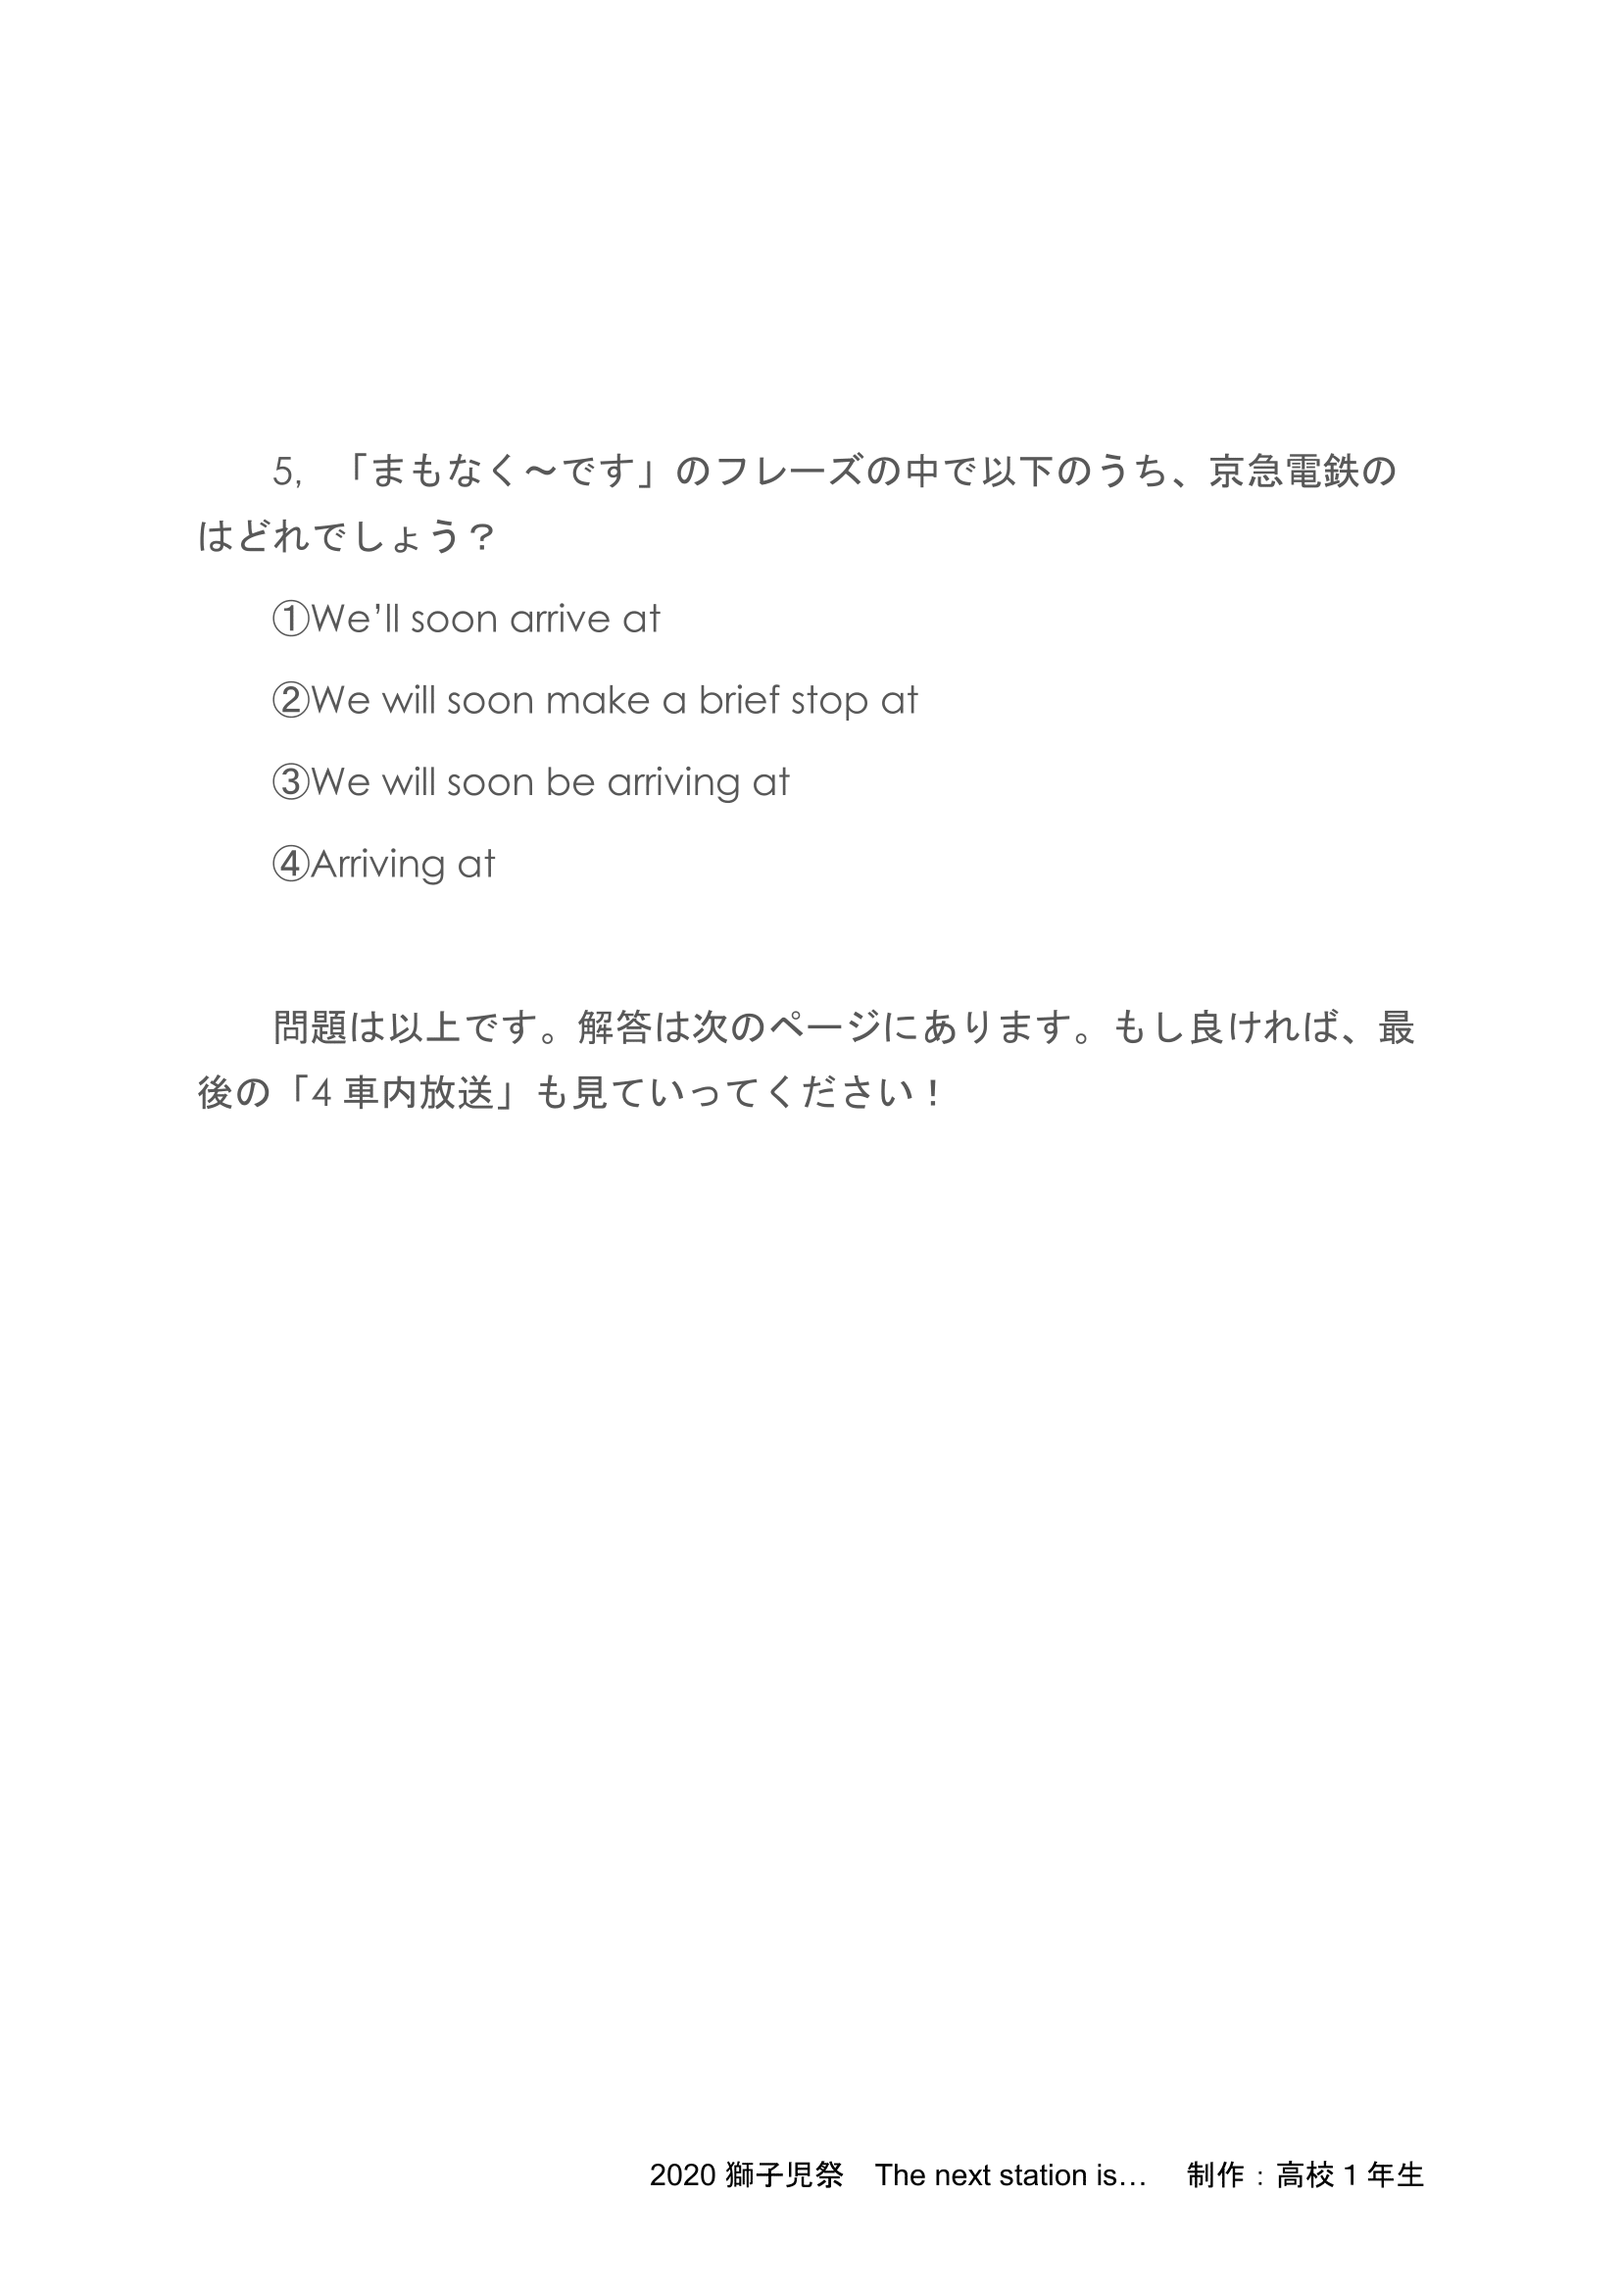 5，「まもなく～です」のフレーズの中で以下のうち、京急電鉄の
はどれでしょう？
①We’ll soon arrive at
②We will soon make a brief stop at
③We will soon be arriving at
④Arriving at
問題は以上です。解答は次のページにあります。もし良ければ、最
後の「4 車内放送」も見ていってください！
2020 獅子児祭　The next station is…　制作：高校 1 年生